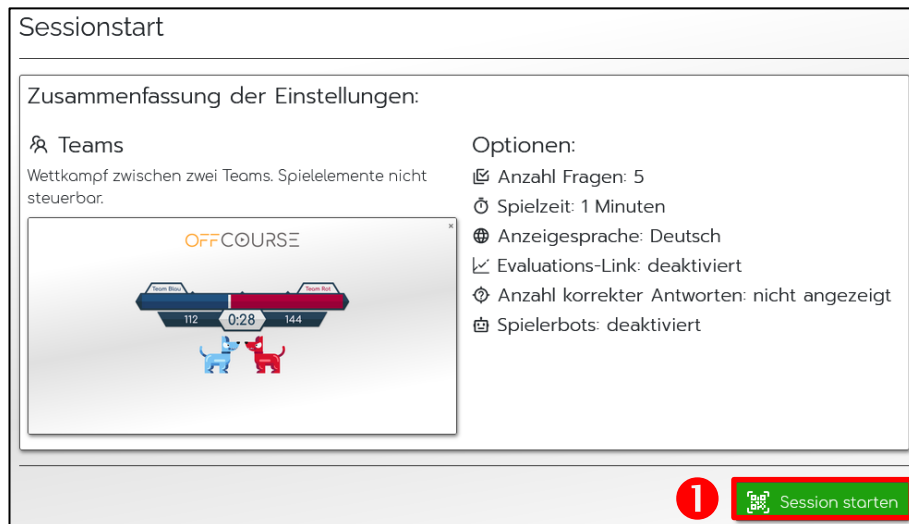 Sessionstart
Zusammenfassung der Einstellungen:
Teams
Wettkampf zwischen zwei Teams. Spielelemente nicht
steuerbar.
OFFCOURSE
×
Team Blau
Team Rot
112
0:28
144
Optionen:
Anzahl Fragen: 5
Spielzeit: 1 Minuten
Anzeigesprache: Deutsch
Evaluations-Link: deaktiviert
Anzahl korrekter Antworten: nicht angezeigt
Spielerbots: deaktiviert
1
Session starten